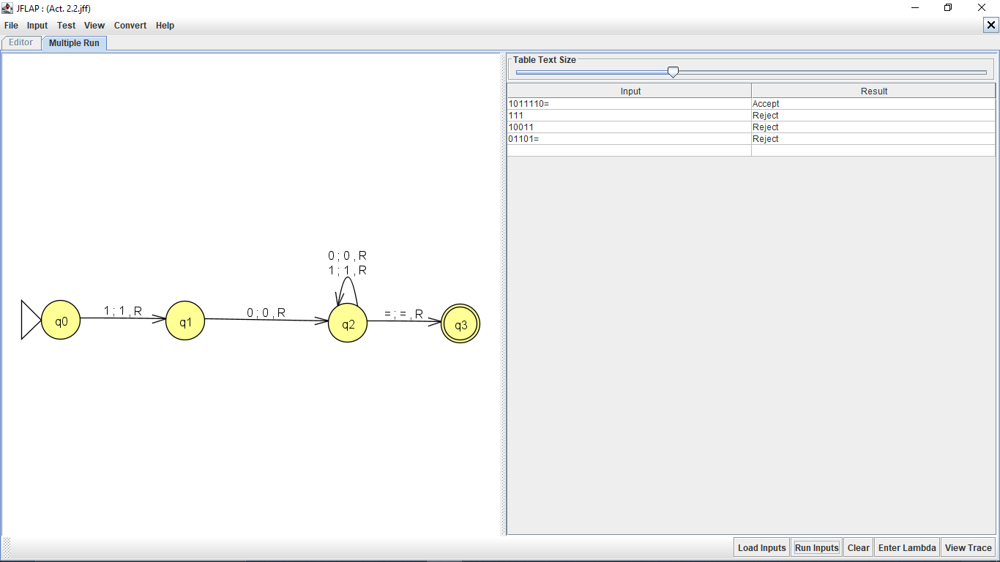 JFLAP : (Act. 2.2.jff)
File Input Test View Convert Help
Editor Multiple Run
Table Text Size
Input Result
1011110= Accept
111 Reject
10011 Reject
01101= Reject
0 ; 0 , R
1 ; 1 , R
1 ; 1 , R
0 ; 0 , R
= ; = , R
q0 q1 q2 q3
Load Inputs Run Inputs Clear Enter Lambda View Trace